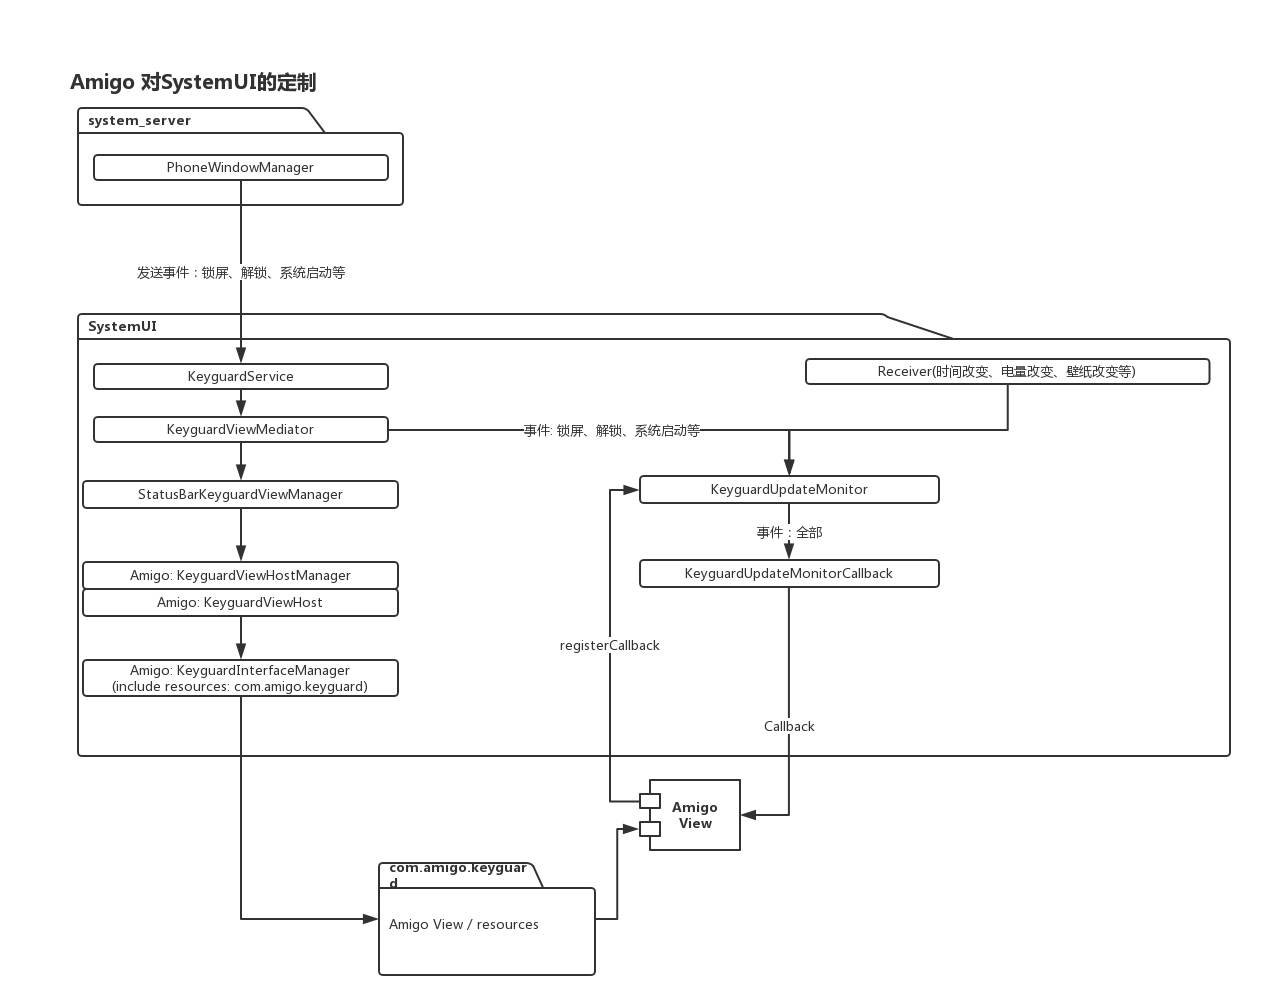 Amigo 对SystemUI的定制
system_server
PhoneWindowManager
发送事件：锁屏、解锁、系统启动等
SystemUI
KeyguardService
Receiver(时间改变、电量改变、壁纸改变等)
KeyguardViewMediator
事件: 锁屏、解锁、系统启动等
StatusBarKeyguardViewManager
KeyguardUpdateMonitor
事件：全部
Amigo: KeyguardViewHostManager
KeyguardUpdateMonitorCallback
Amigo: KeyguardViewHost
registerCallback
Amigo: KeyguardInterfaceManager
(include resources: com.amigo.keyguard)
Callback
Amigo
View
com.amigo.keyguar
d
Amigo View / resources